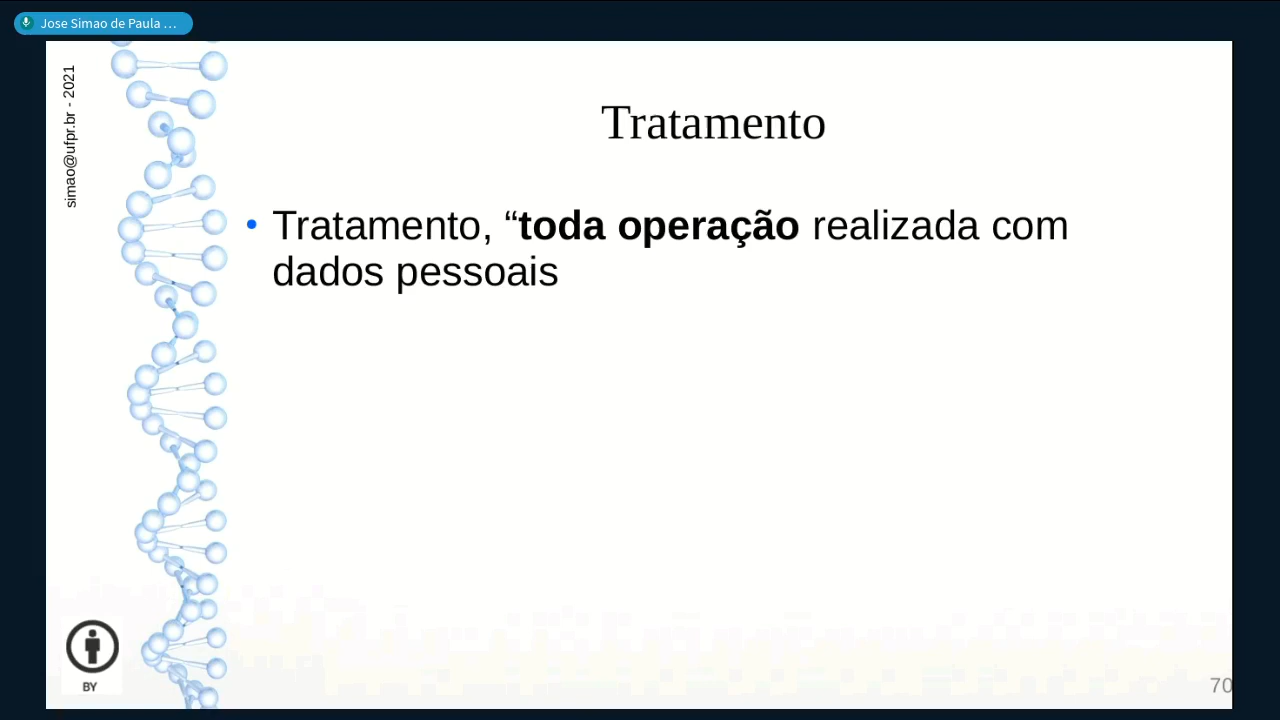 Jose Simao de Paula …
simao@ufpr.br - 2021
Tratamento
• Tratamento, “toda operação realizada com
dados pessoais
BY
70